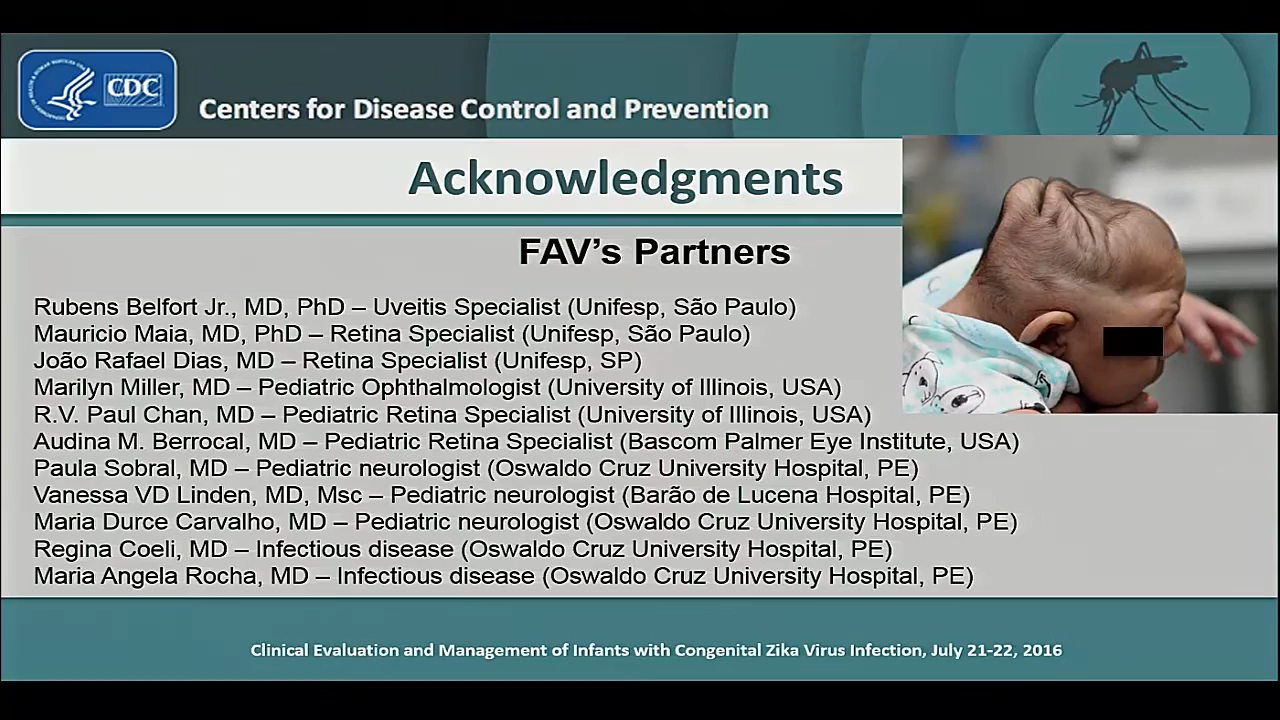 CDC
Centers for Disease Control and Prevention
Acknowledgments
FAV's Partners
Rubens Belfort Jr., MD, PhD – Uveitis Specialist (Unifesp, São Paulo)
Mauricio Maia, MD, PhD – Retina Specialist (Unifesp, São Paulo)
João Rafael Dias, MD – Retina Specialist (Unifesp, SP)
Marilyn Miller, MD – Pediatric Ophthalmologist (University of Illinois, USA)
R.V. Paul Chan, MD – Pediatric Retina Specialist (University of Illinois, USA)
Audina M. Berrocal, MD – Pediatric Retina Specialist (Bascom Palmer Eye Institute, USA)
Paula Sobral, MD – Pediatric neurologist (Oswaldo Cruz University Hospital, PE)
Vanessa VD Linden, MD, Msc – Pediatric neurologist (Barão de Lucena Hospital, PE)
Maria Durce Carvalho, MD – Pediatric neurologist (Oswaldo Cruz University Hospital, PE)
Regina Coeli, MD – Infectious disease (Oswaldo Cruz University Hospital, PE)
Maria Angela Rocha, MD – Infectious disease (Oswaldo Cruz University Hospital, PE)
Clinical Evaluation and Management of Infants with Congenital Zika Virus Infection, July 21-22, 2016